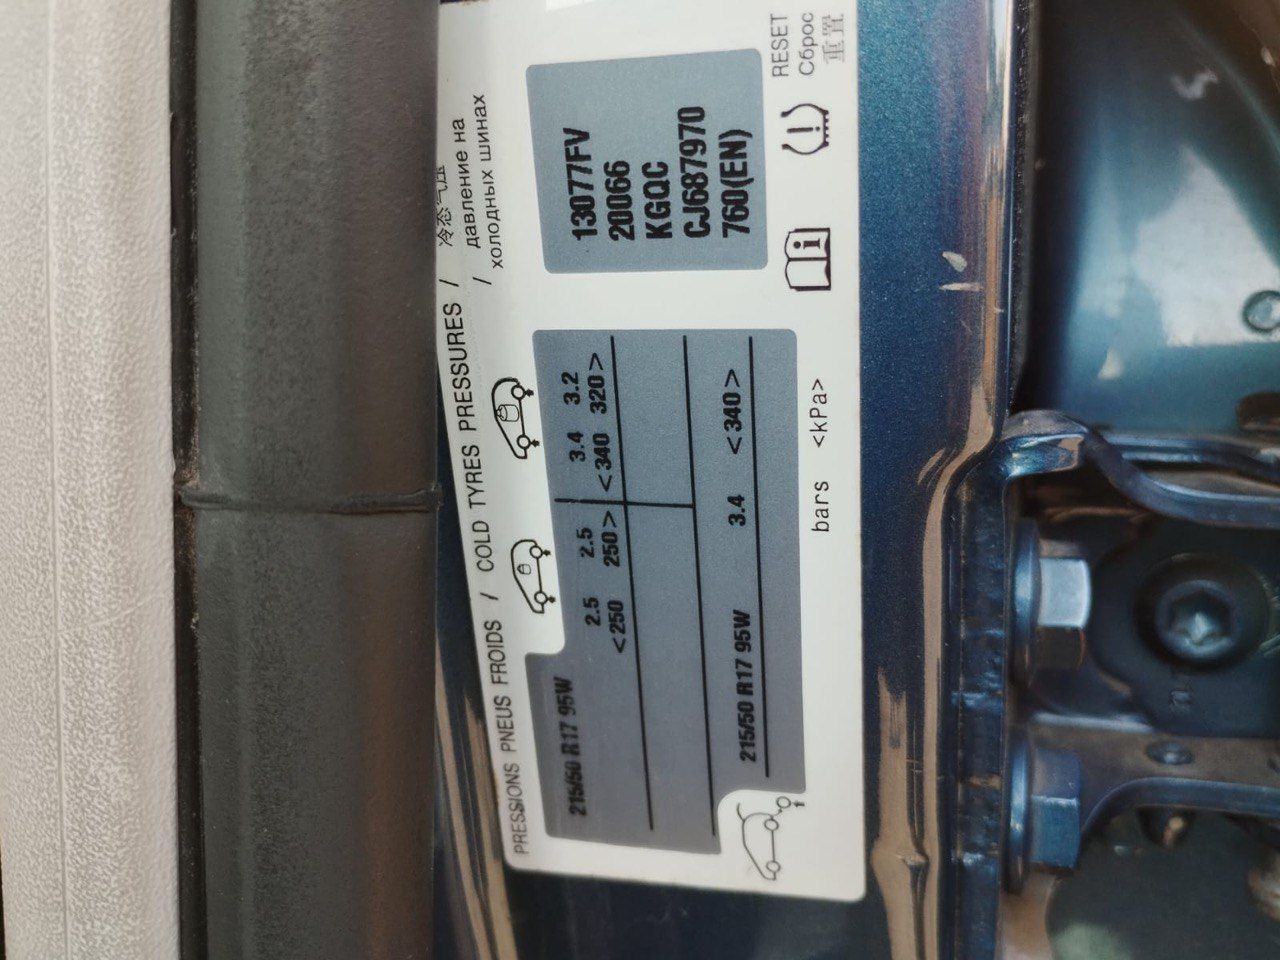 PRESSIONS PNEUS FROIDS / COLD TYRES PRESSURES / 冷态气压
/ давление на
холодных шинах
215/50 R17 95W 2.5 2.5 3.4 3.2
<250 250> <340 320>
215/50 R17 95W 3.4 <340>
bars <kPa>
13077FV
20066
KGQC
CJ687970
760(EN)
RESET
Сброс
重置